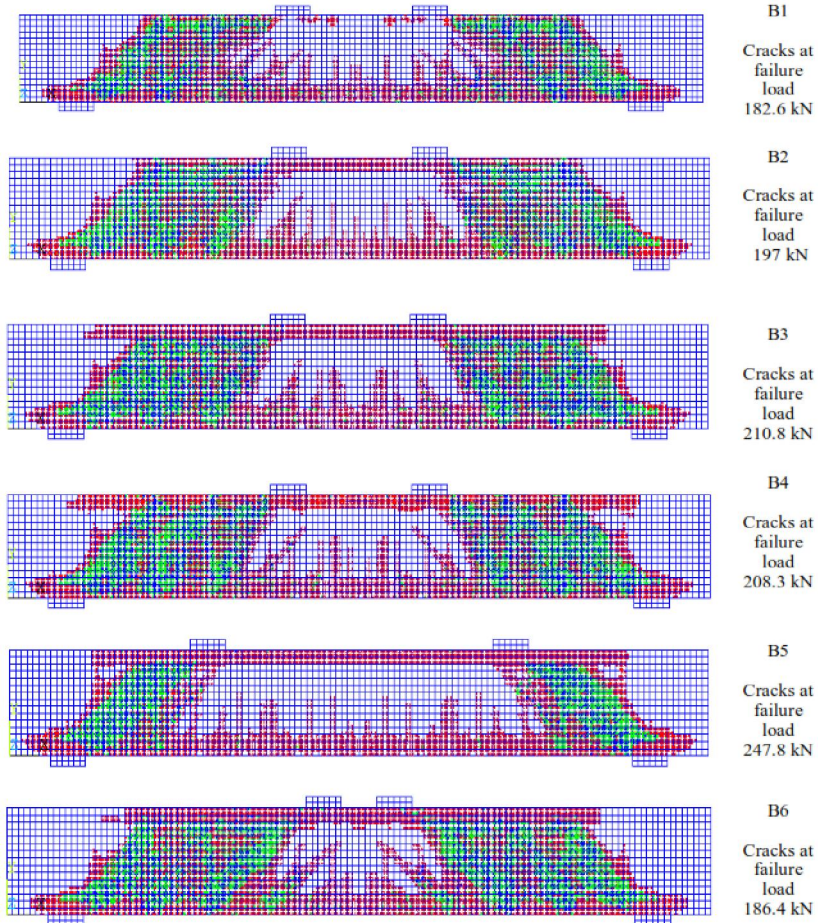 B1
Cracks at
failure
load
182.6 kN
B2
Cracks at
failure
load
197 kN
B3
Cracks at
failure
load
210.8 kN
B4
Cracks at
failure
load
208.3 kN
B5
Cracks at
failure
load
247.8 kN
B6
Cracks at
failure
load
186.4 kN